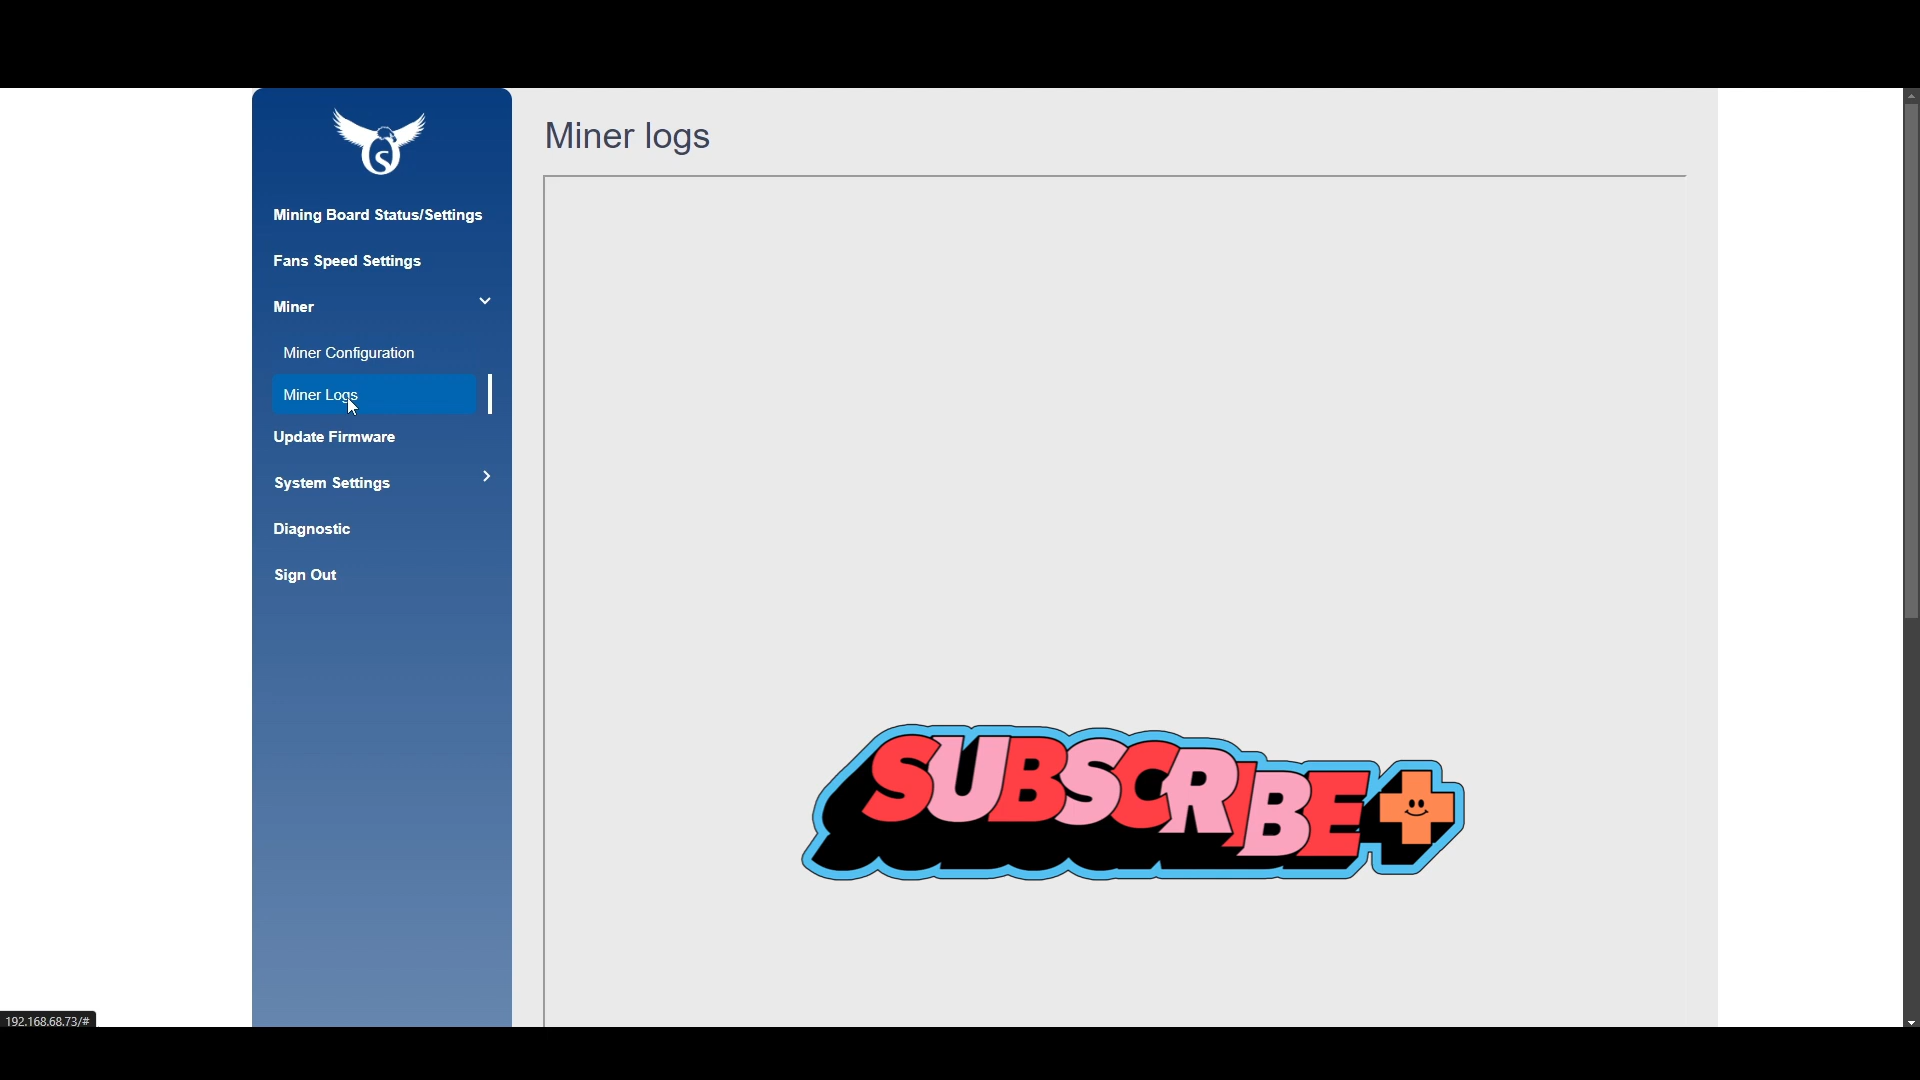 S
Mining Board Status/Settings
Fans Speed Settings
Miner
Miner Configuration
Miner Logs
Update Firmware
System Settings
Diagnostic
Sign Out
Miner logs
SUBSCRIBE
192.168.68.73/#